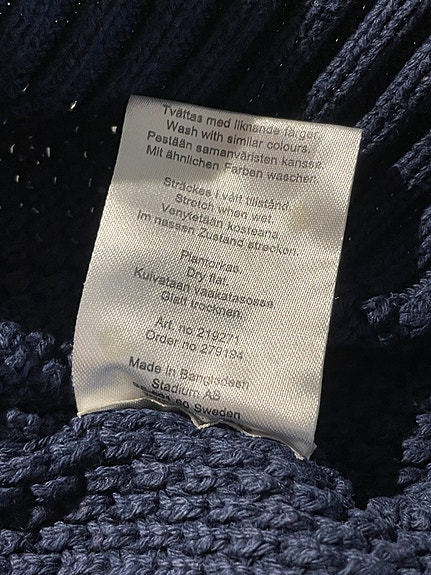 Tvättas med liknande färger.
Wash with similar colours.
Pestään samanväristen kanssa.
Mit ähnlichen Farben waschen.
Sträckes i vått tillstånd.
Stretch when wet.
Venytetään kosteana.
Im nassen Zustand strecken.
Plantorkas.
Dry flat.
Kuivataan vaakatasossa
Glatt trocknen.
Art. no 219271
Order no 279194
Made in Bangladesh
Stadium AB
Sweden